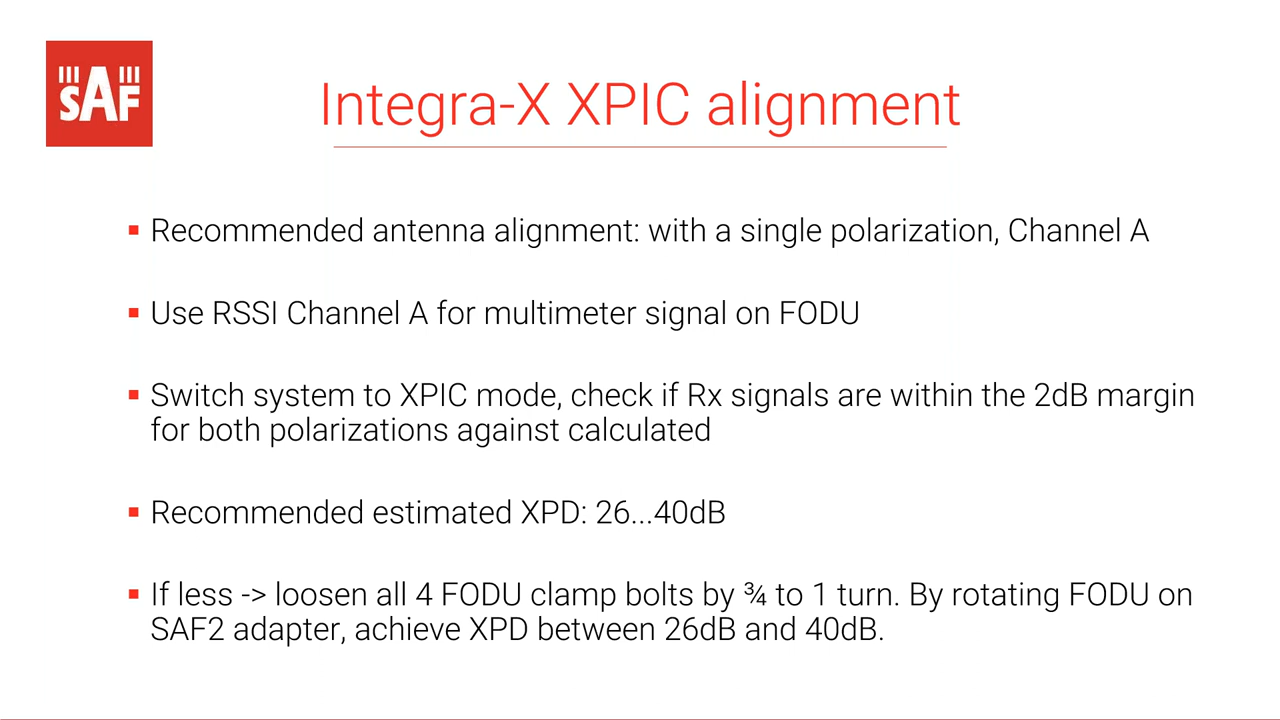 SAF
Integra-X XPIC alignment
Recommended antenna alignment: with a single polarization, Channel A
Use RSSI Channel A for multimeter signal on FODU
Switch system to XPIC mode, check if Rx signals are within the 2dB margin
for both polarizations against calculated
Recommended estimated XPD: 26...40dB
If less -> loosen all 4 FODU clamp bolts by ¾ to 1 turn. By rotating FODU on
SAF2 adapter, achieve XPD between 26dB and 40dB.